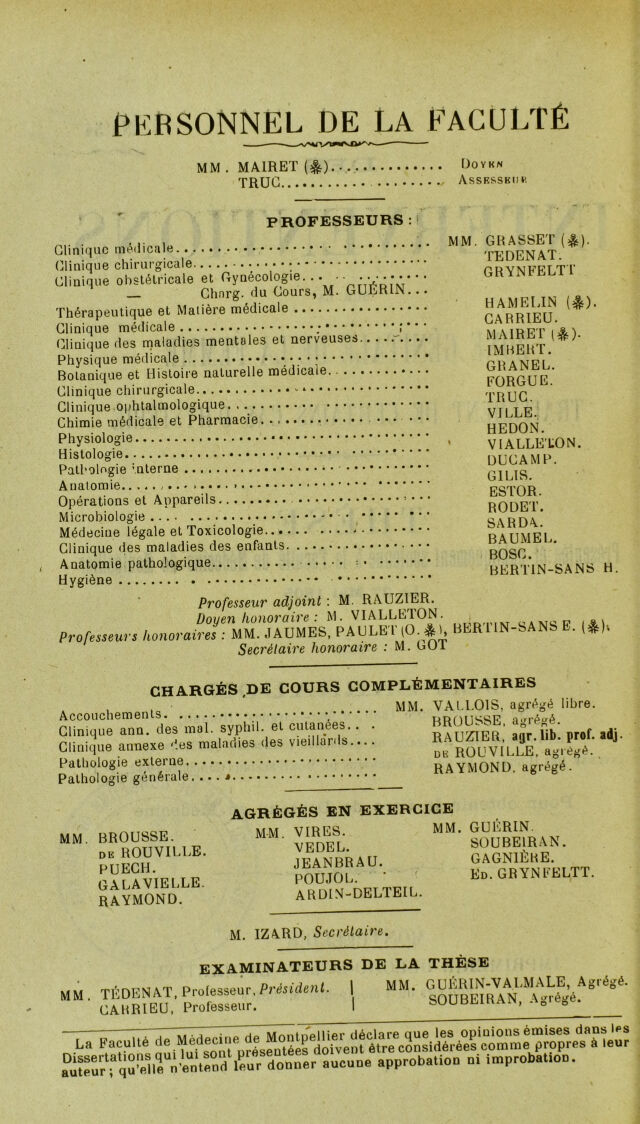 PERSONNEL DE LA FACULTÉ
MM. MAIRET (✻).............. DOYEN
TRUC.......................... ASSESSEUR
PROFESSEURS :
Clinique médicale.............................. MM. GRASSET (✻).
Clinique chirurgicale.............................. TEDENAT.
Clinique obstétricale et Gynécologie.............. GRYNFELTT
— Charg. du Cours, M. GUÉRIN...
Thérapeutique et Matière médicale................. HAMELIN (✻).
Clinique médicale................................. CARRIEU.
Clinique des maladies mentales et nerveuses....... MAIRET (✻).
Physique médicale................................. IMBERT.
Botanique et Histoire naturelle médicale.......... GRANEL.
Clinique chirurgicale............................. FORGUE.
Clinique ophtalmologique.......................... TRUC.
Chimie médicale et Pharmacie...................... VILLE.
Physiologie....................................... HEDON.
Histologie........................................ VIALLETON.
Pathologie interne................................ DUCAMP.
Anatomie.......................................... GILIS.
Opérations et Appareils........................... ESTOR.
Microbiologie..................................... RODET.
Médecine légale et Toxicologie.................... SARDA.
Clinique des maladies des enfants................. BAUMEL.
Anatomie pathologique............................. BOSC.
Hygiène........................................... BERTIN-SANS H.
Professeur adjoint : M. RAUZIER.
Doyen honoraire : M. VIALLETON.
Professeurs honoraires : MM. JAUMES, PAULET (O. ✻), BERTIN-SANS E. (✻).
Secrétaire honoraire : M. GOT
CHARGÉS DE COURS COMPLÉMENTAIRES
Accouchements............................ MM. VALLOIS, agrégé libre.
Clinique ann. des mal. syphil. et cutanées... BROUSSE, agrégé.
Clinique annexe des maladies des vieillards.... RAUZIER, agr. lib. prof. adj.
Pathologie externe........................ DE ROUVILLE, agrégé.
Pathologie générale....................... RAYMOND, agrégé.
AGRÉGÉS EN EXERCICE
MM. BROUSSE. MM. VIRES. MM. GUÉRIN.
DE ROUVILLE. VEDEL. SOUBEIRAN.
PUECH. JEANBRAU. GAGNIÈRE.
GALAVIELLE. POUJOL. ED. GRYNFELTT.
RAYMOND. ARDIN-DELTEIL.
M. IZARD, Secrétaire.
EXAMINATEURS DE LA THÈSE
MM. TÉDENAT, Professeur, Président. | MM. GUÉRIN-VALMALE, Agrégé.
CARRIEU, Professeur. | SOUBEIRAN, Agrégé.
La Faculté de Médecine de Montpellier déclare que les opinions émises dans les
Dissertations qui lui sont présentées doivent être considérées comme propres à leur
auteur ; qu'elle n'entend leur donner aucune approbation ni improbation.